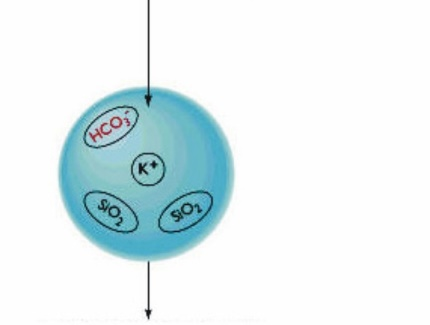 HCO₃⁻
K⁺
SiO₂
SiO₂